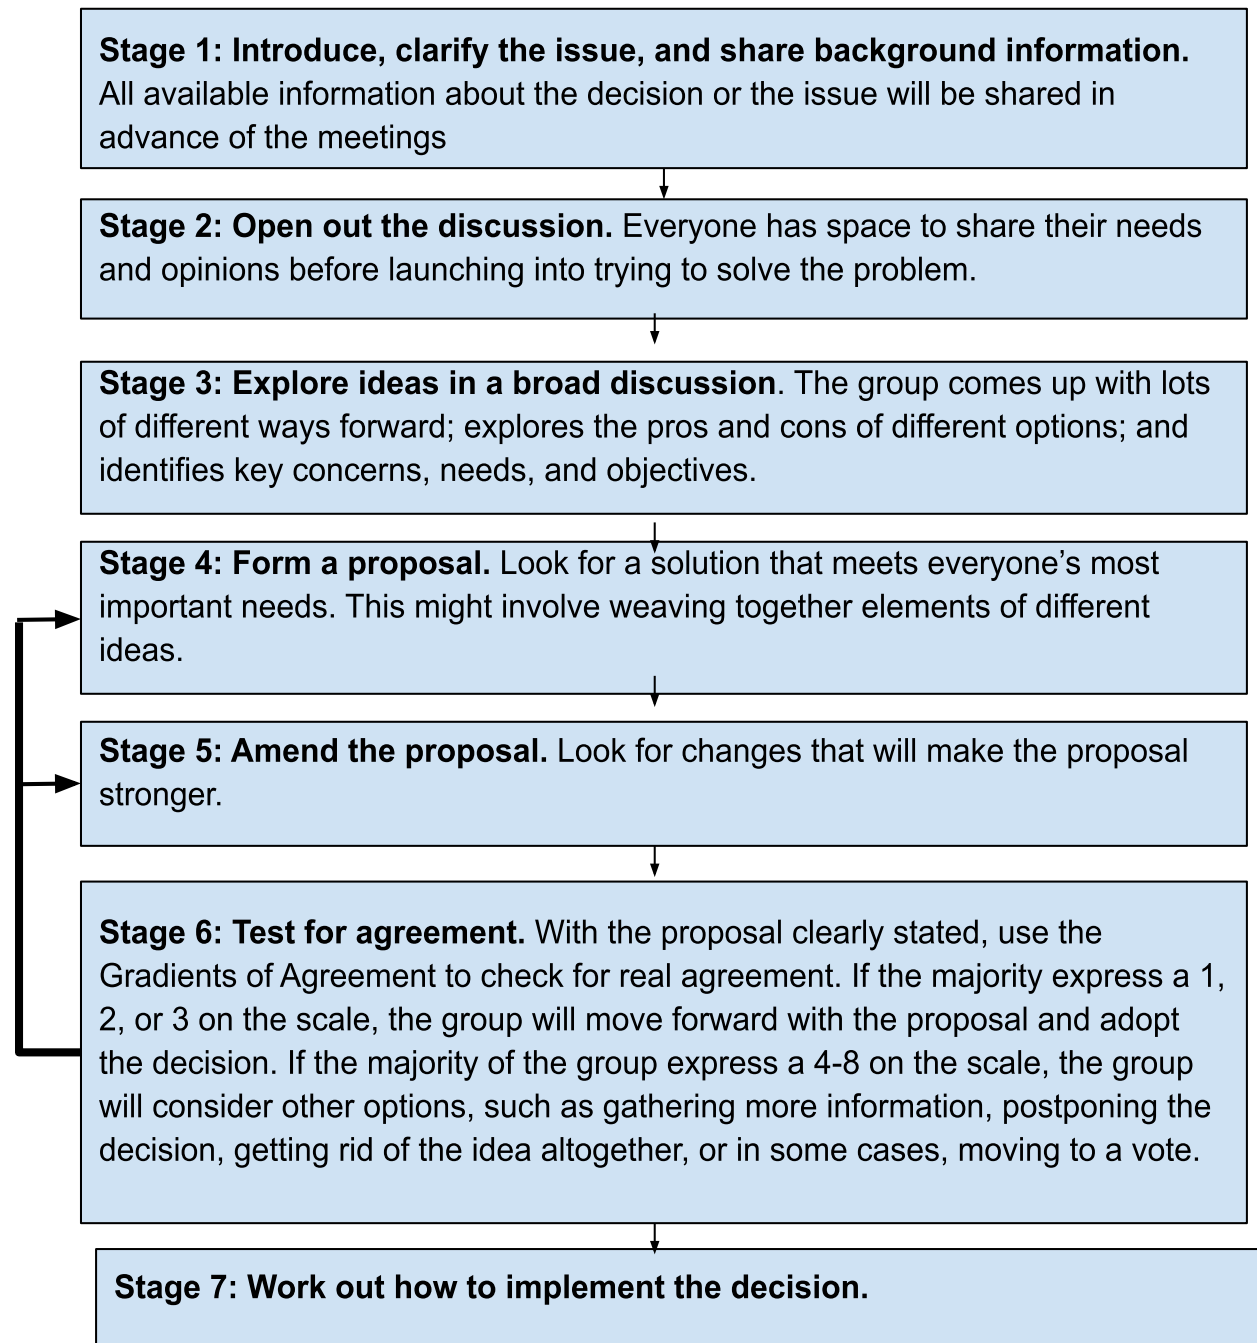 Stage 1: Introduce, clarify the issue, and share background information.
All available information about the decision or the issue will be shared in
advance of the meetings
Stage 2: Open out the discussion. Everyone has space to share their needs
and opinions before launching into trying to solve the problem.
Stage 3: Explore ideas in a broad discussion. The group comes up with lots
of different ways forward; explores the pros and cons of different options; and
identifies key concerns, needs, and objectives.
Stage 4: Form a proposal. Look for a solution that meets everyone’s most
important needs. This might involve weaving together elements of different
ideas.
Stage 5: Amend the proposal. Look for changes that will make the proposal
stronger.
Stage 6: Test for agreement. With the proposal clearly stated, use the
Gradients of Agreement to check for real agreement. If the majority express a 1,
2, or 3 on the scale, the group will move forward with the proposal and adopt
the decision. If the majority of the group express a 4-8 on the scale, the group
will consider other options, such as gathering more information, postponing the
decision, getting rid of the idea altogether, or in some cases, moving to a vote.
Stage 7: Work out how to implement the decision.